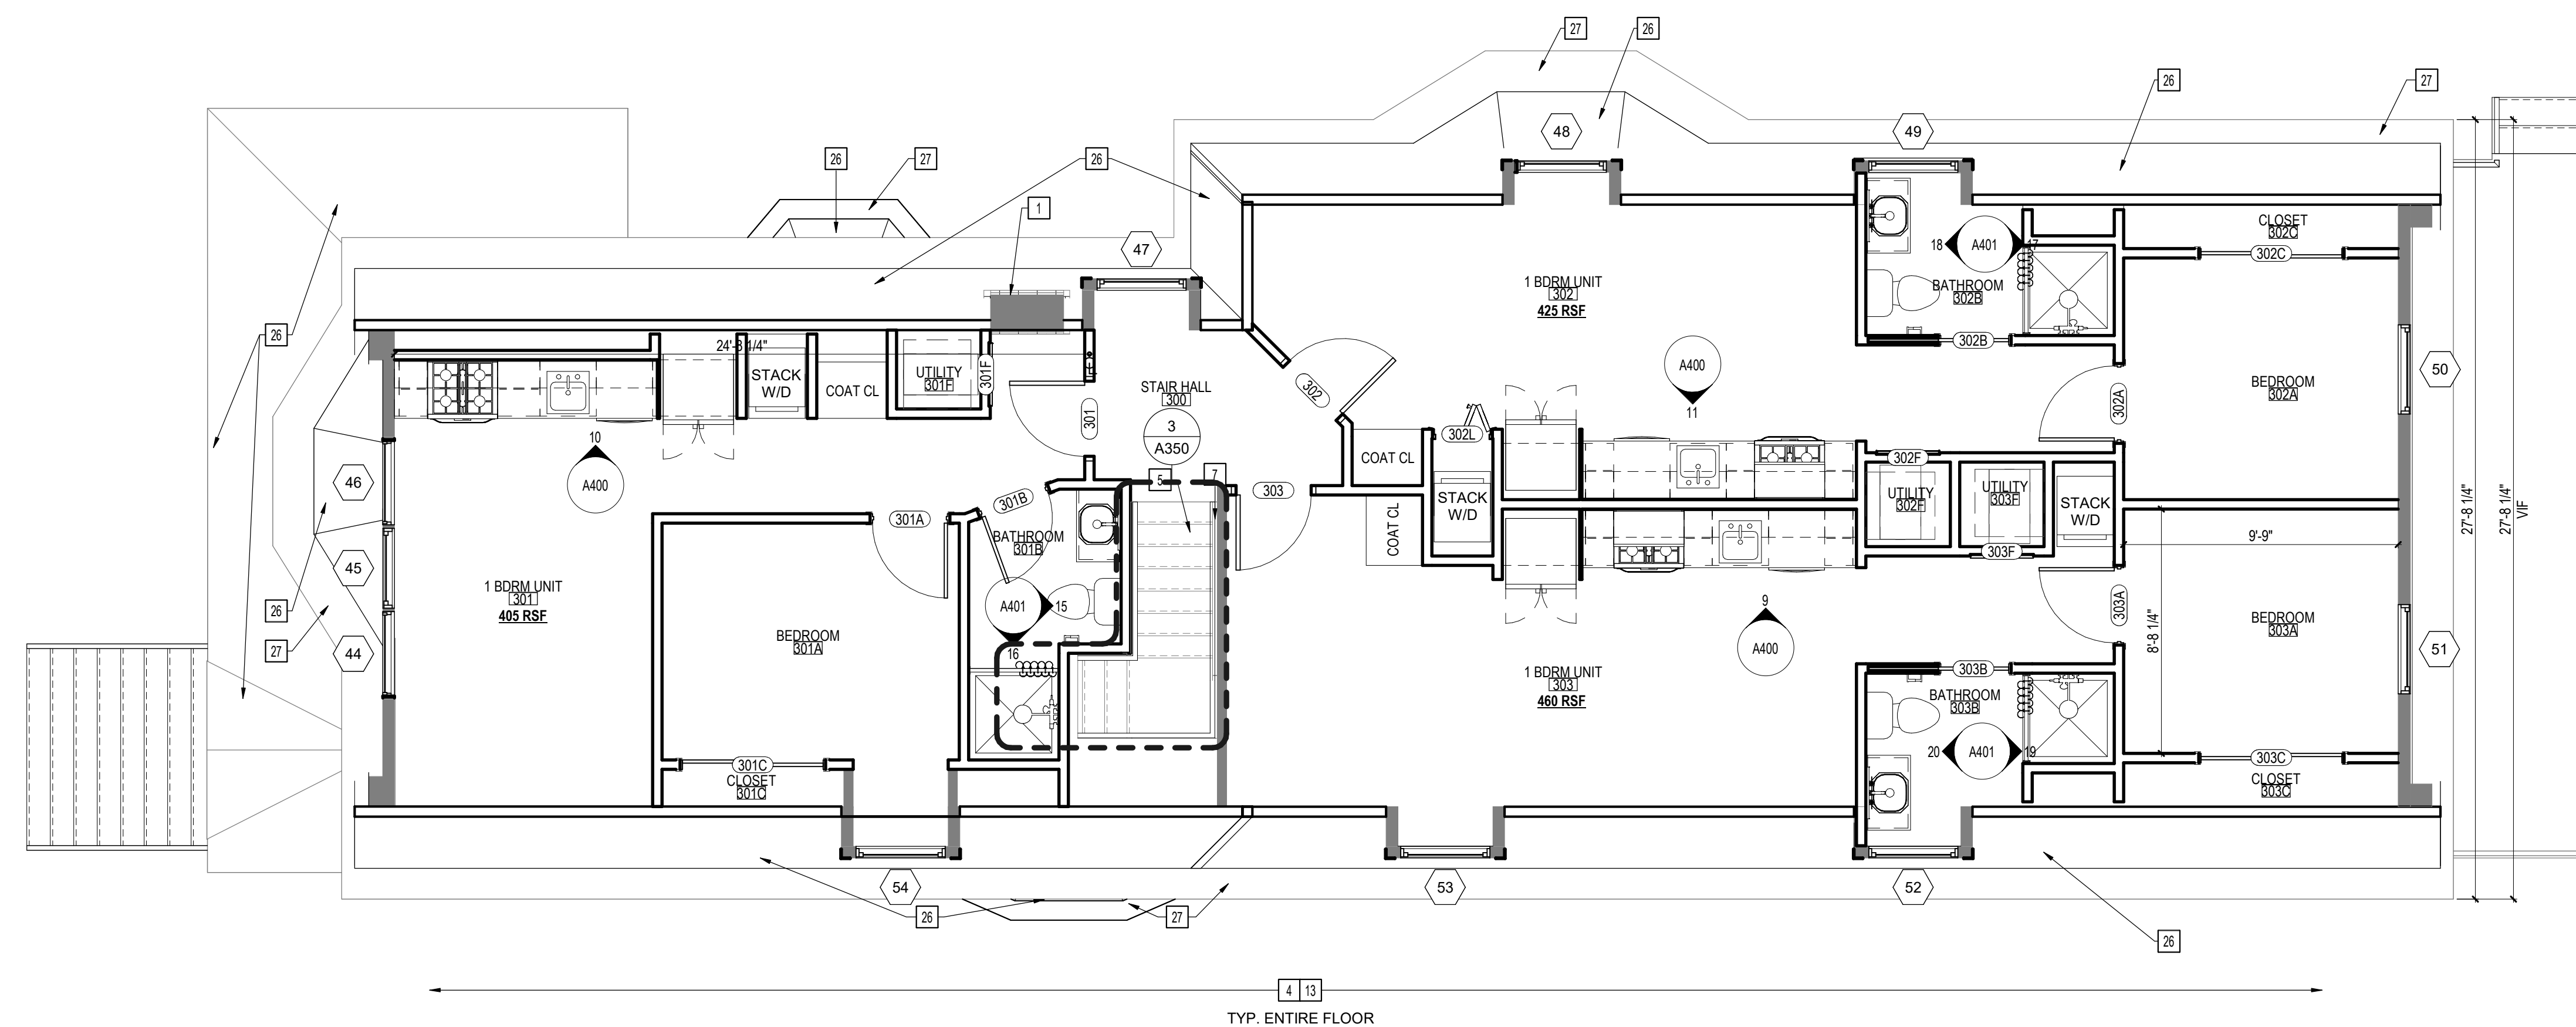 27
26
26
27
48
49
26
27
26
1
47
18
A401
17
CLOSET
302C
302C
BATHROOM
302B
1 BDRM UNIT
302
425 RSF
302B
26
24'-8 1/4"
STACK
W/D
COAT CL
UTILITY
301F
301F
301
STAIR HALL
300
302
A400
11
302A
BEDROOM
302A
50
3
A350
10
A400
46
5
7
303
COAT CL
302L
COAT CL
STACK
W/D
302F
UTILITY
302F
UTILITY
303F
STACK
W/D
303F
27'-8 1/4"
27'-8 1/4"
VIF
9'-9"
301A
301B
BATHROOM
301B
45
1 BDRM UNIT
301
405 RSF
A401
15
16
26
27
44
BEDROOM
301A
9
A400
303A
8'-8 1/4"
BEDROOM
303A
51
1 BDRM UNIT
303
460 RSF
303B
BATHROOM
303B
20
A401
19
301C
CLOSET
301C
303C
CLOSET
303C
54
53
52
26
27
26
4
13
TYP. ENTIRE FLOOR